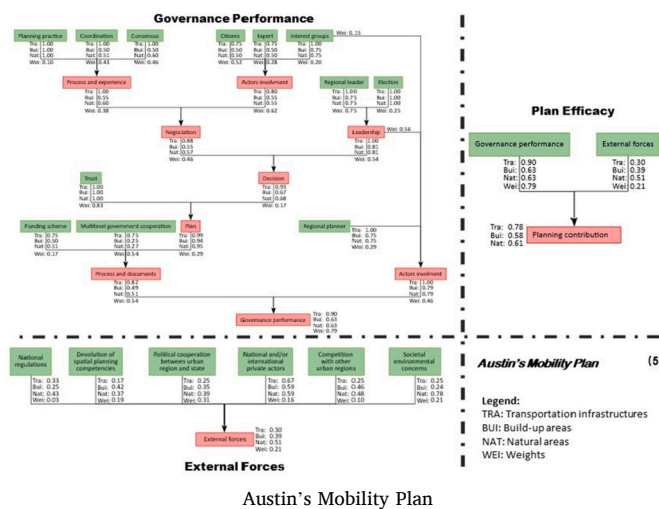 Governance Performance
Planning practice
Tra: 1.00
Bui: 1.00
Nat: 1.00
Wei: 0.10
Coordination
Tra: 1.00
Bui: 0.50
Nat: 0.51
Wei: 0.43
Consensus
Tra: 1.00
Bui: 0.50
Nat: 0.60
Wei: 0.46
Citizens
Tra: 0.75
Bui: 0.50
Nat: 0.50
Wei: 0.52
Expert
Tra: 0.75
Bui: 0.50
Nat: 0.50
Wei: 0.28
Interest groups
Tra: 1.00
Bui: 0.75
Nat: 0.75
Wei: 0.20
Wei: 0.15
Process and experience
Tra: 1.00
Bui: 0.55
Nat: 0.60
Wei: 0.38
Actors involvment
Tra: 0.80
Bui: 0.55
Nat: 0.55
Wei: 0.62
Regional leader
Tra: 1.00
Bui: 0.75
Nat: 0.75
Wei: 0.75
Election
Tra: 1.00
Bui: 1.00
Nat: 1.00
Wei: 0.25
Negociation
Tra: 0.88
Bui: 0.55
Nat: 0.57
Wei: 0.46
Leadership
Wei: 0.56
Tra: 1.00
Bui: 0.81
Nat: 0.81
Wei: 0.54
Trust
Tra: 1.00
Bui: 1.00
Nat: 1.00
Wei: 0.83
Decision
Tra: 0.93
Bui: 0.67
Nat: 0.68
Wei: 0.17
Funding scheme
Tra: 0.75
Bui: 0.50
Nat: 0.51
Wei: 0.17
Multilevel government cooperation
Tra: 0.75
Bui: 0.25
Nat: 0.27
Wei: 0.54
Plan
Tra: 0.99
Bui: 0.94
Nat: 0.95
Wei: 0.29
Regional planner
Tra: 1.00
Bui: 0.75
Nat: 0.75
Wei: 0.29
Process and documents
Tra: 0.82
Bui: 0.49
Nat: 0.51
Wei: 0.54
Actors involment
Tra: 1.00
Bui: 0.79
Nat: 0.79
Wei: 0.46
Governance performance
Tra: 0.90
Bui: 0.63
Nat: 0.63
Wei: 0.79
Plan Efficacy
Governance performance
Tra: 0.90
Bui: 0.63
Nat: 0.63
Wei: 0.79
External forces
Tra: 0.30
Bui: 0.39
Nat: 0.51
Wei: 0.21
Tra: 0.78
Bui: 0.58
Nat: 0.61
Planning contribution
National
regulations
Tra: 0.33
Bui: 0.25
Nat: 0.43
Wei: 0.03
Devolution of
spatial planning
competencies
Tra: 0.17
Bui: 0.42
Nat: 0.37
Wei: 0.19
Political cooperation
between urban
region and state
Tra: 0.25
Bui: 0.35
Nat: 0.39
Wei: 0.31
National and/or
international
private actors
Tra: 0.67
Bui: 0.59
Nat: 0.59
Wei: 0.16
Competition
with other
urban regions
Tra: 0.25
Bui: 0.46
Nat: 0.48
Wei: 0.10
Societal
environmental
concerns
Tra: 0.25
Bui: 0.24
Nat: 0.78
Wei: 0.21
External forces
Tra: 0.30
Bui: 0.39
Nat: 0.51
Wei: 0.21
External Forces
Austin's Mobility Plan
(5
Legend:
TRA: Transportation infrastructures
BUI: Build-up areas
NAT: Natural areas
WEI: Weights
Austin's Mobility Plan